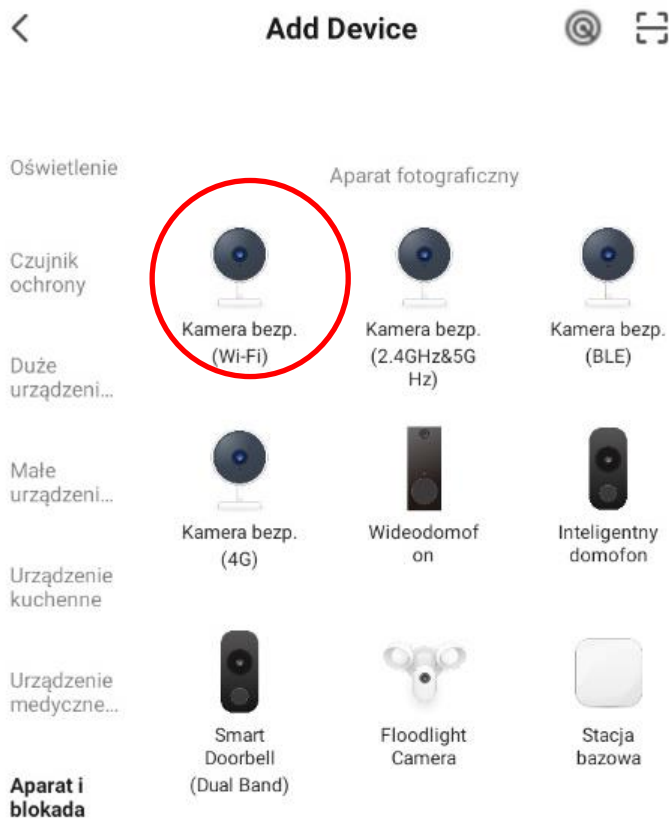 Add Device
Oświetlenie
Czujnik
ochrony
Duże
urządzeni...
Małe
urządzeni...
Urządzenie
kuchenne
Urządzenie
medyczne...
Aparat i
blokada
Aparat fotograficzny
Kamera bezp.
(Wi-Fi)
Kamera bezp.
(2.4GHz&5G
Hz)
Kamera bezp.
(BLE)
Kamera bezp.
(4G)
Wideodomof
on
Inteligentny
domofon
Smart
Doorbell
(Dual Band)
Floodlight
Camera
Stacja
bazowa